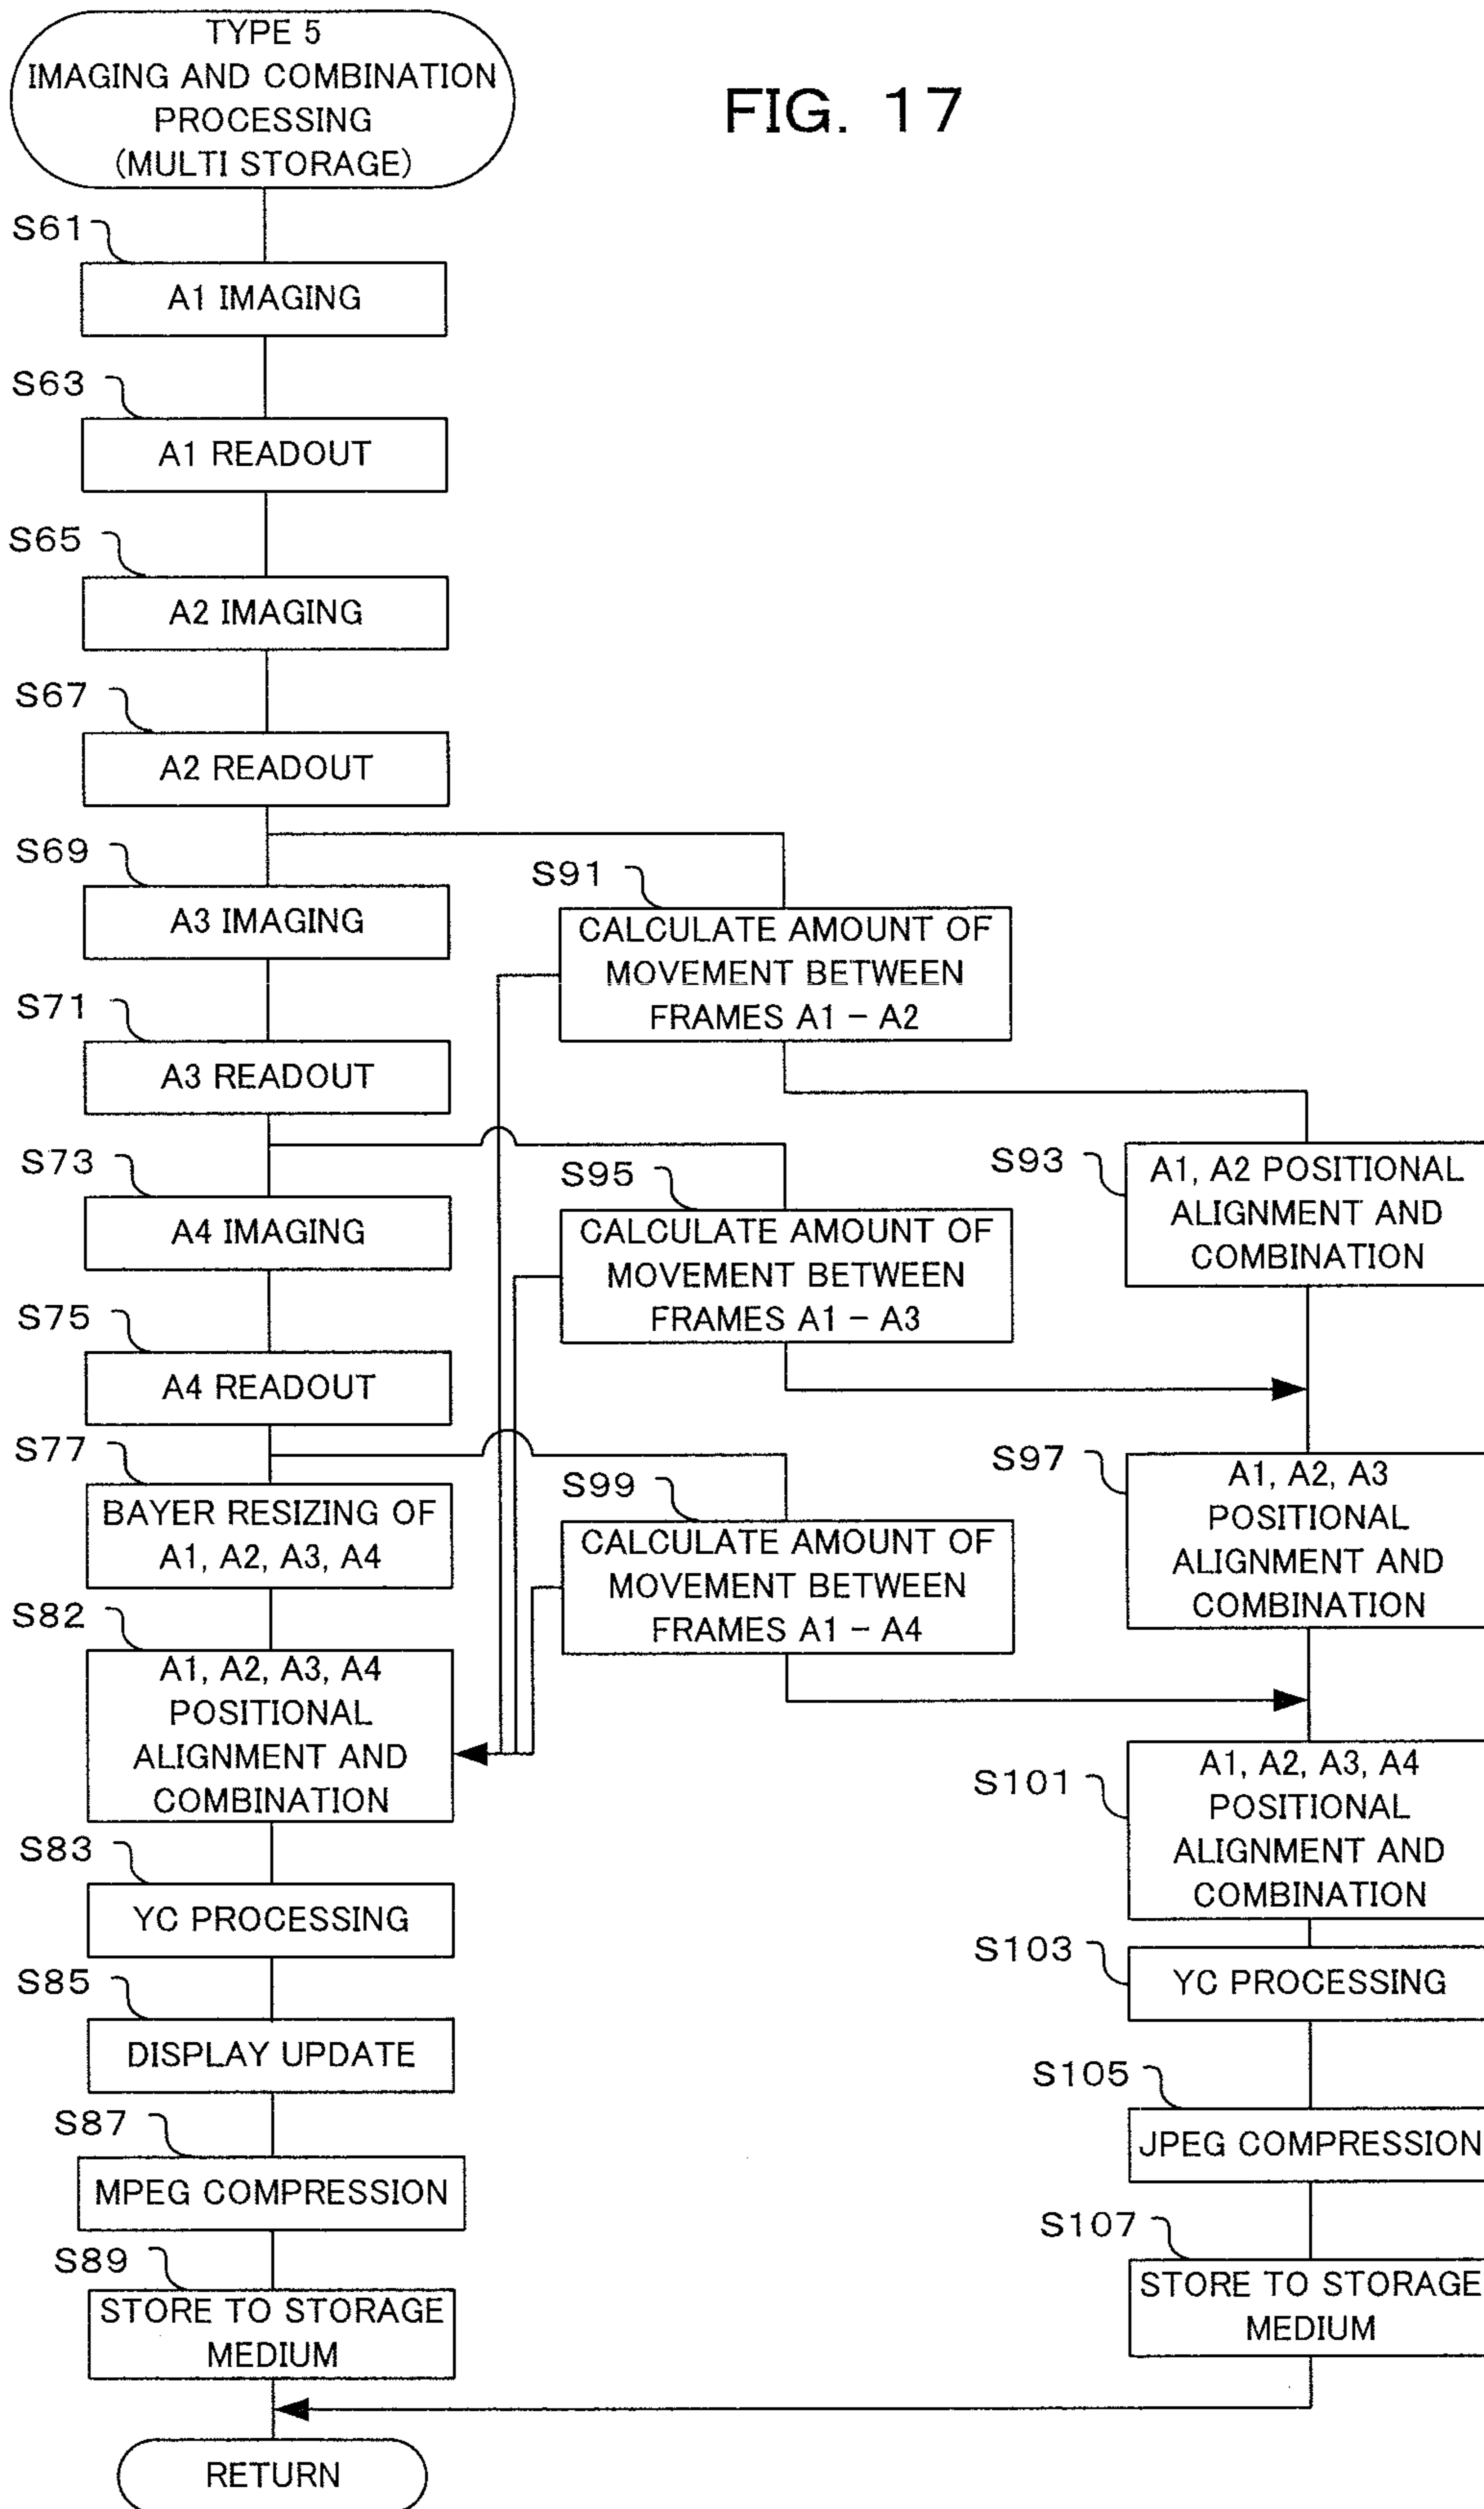 TYPE 5
IMAGING AND COMBINATION
PROCESSING
(MULTI STORAGE)
FIG. 17
S61
A1 IMAGING
S63
A1 READOUT
S65
A2 IMAGING
S67
A2 READOUT
S69
A3 IMAGING
S91
CALCULATE AMOUNT OF
MOVEMENT BETWEEN
FRAMES A1 – A2
S71
A3 READOUT
S93
A1, A2 POSITIONAL
ALIGNMENT AND
COMBINATION
S73
A4 IMAGING
S95
CALCULATE AMOUNT OF
MOVEMENT BETWEEN
FRAMES A1 – A3
S75
A4 READOUT
S97
A1, A2, A3
POSITIONAL
ALIGNMENT AND
COMBINATION
S77
BAYER RESIZING OF
A1, A2, A3, A4
S99
CALCULATE AMOUNT OF
MOVEMENT BETWEEN
FRAMES A1 – A4
S82
A1, A2, A3, A4
POSITIONAL
ALIGNMENT AND
COMBINATION
S101
A1, A2, A3, A4
POSITIONAL
ALIGNMENT AND
COMBINATION
S83
YC PROCESSING
S103
YC PROCESSING
S85
DISPLAY UPDATE
S105
JPEG COMPRESSION
S87
MPEG COMPRESSION
S107
STORE TO STORAGE
MEDIUM
S89
STORE TO STORAGE
MEDIUM
RETURN